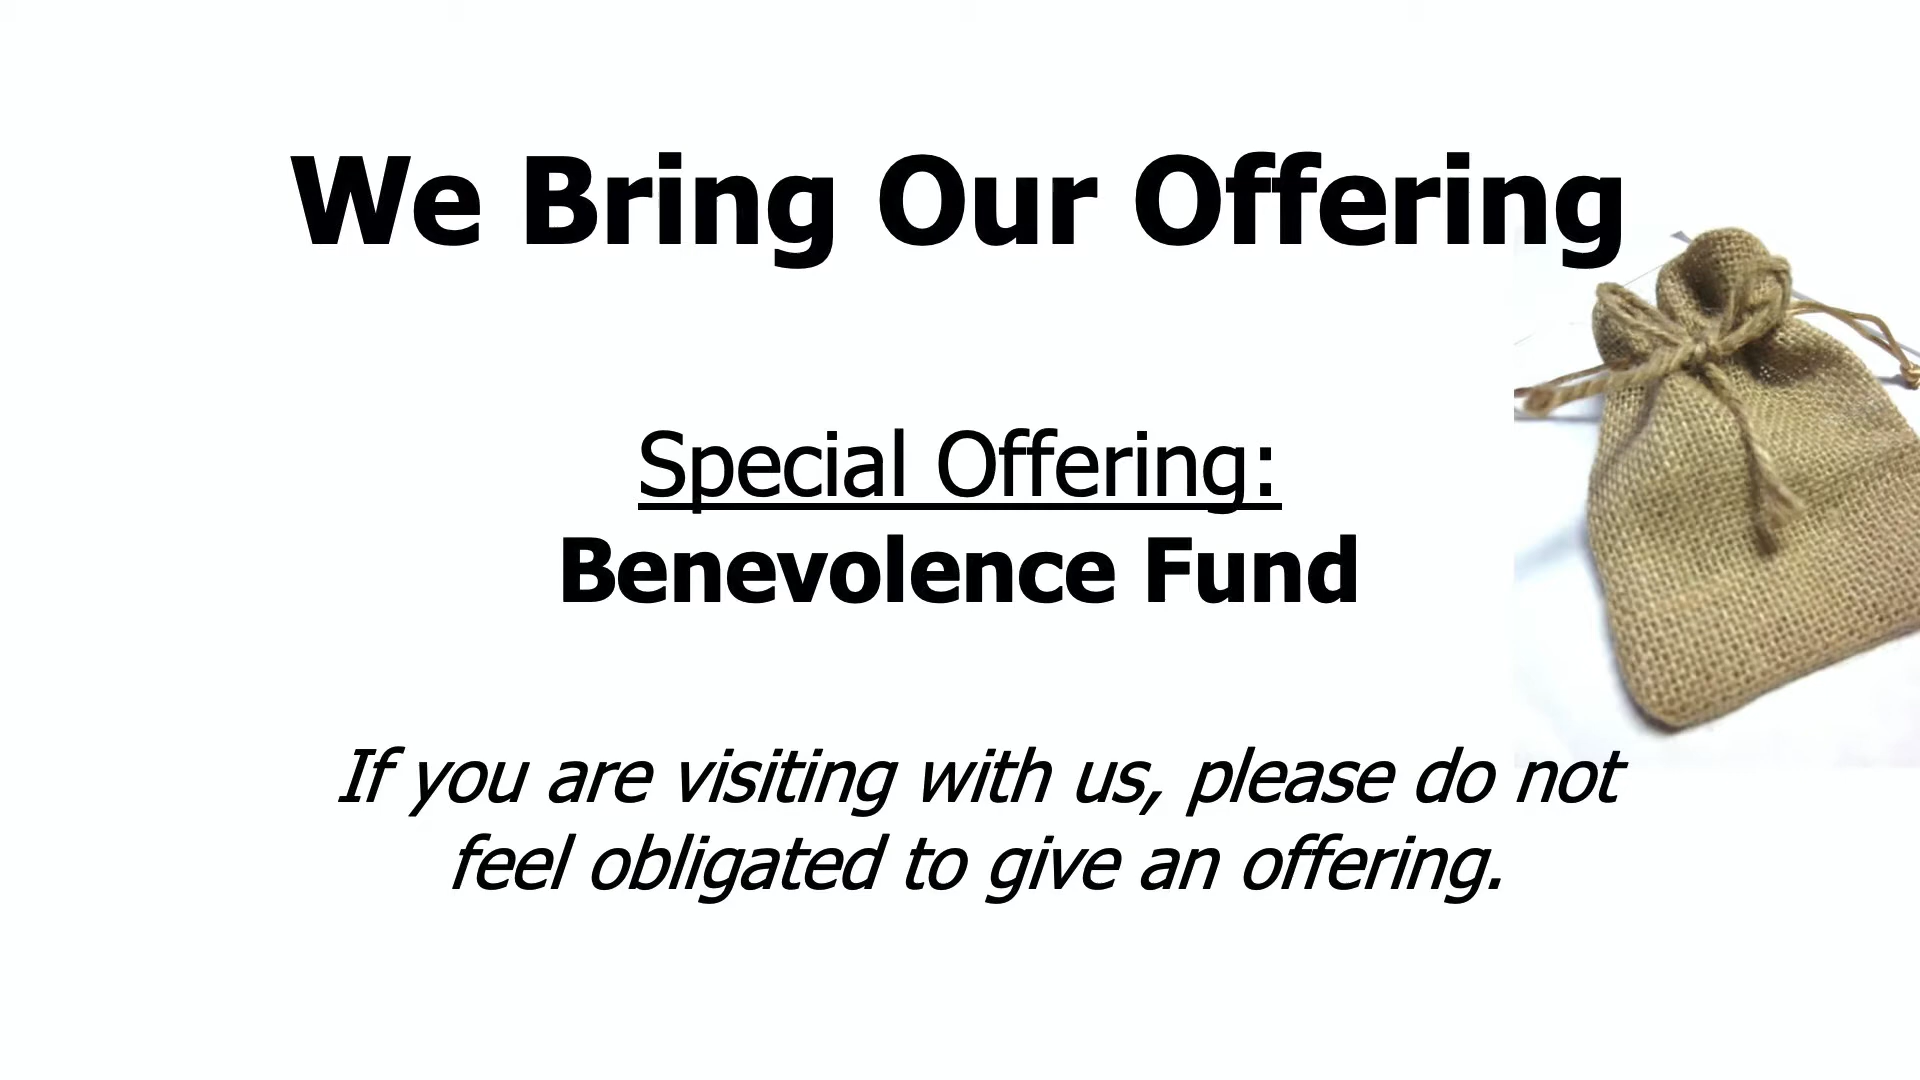 We Bring Our Offering
Special Offering:
Benevolence Fund
If you are visiting with us, please do not
feel obligated to give an offering.